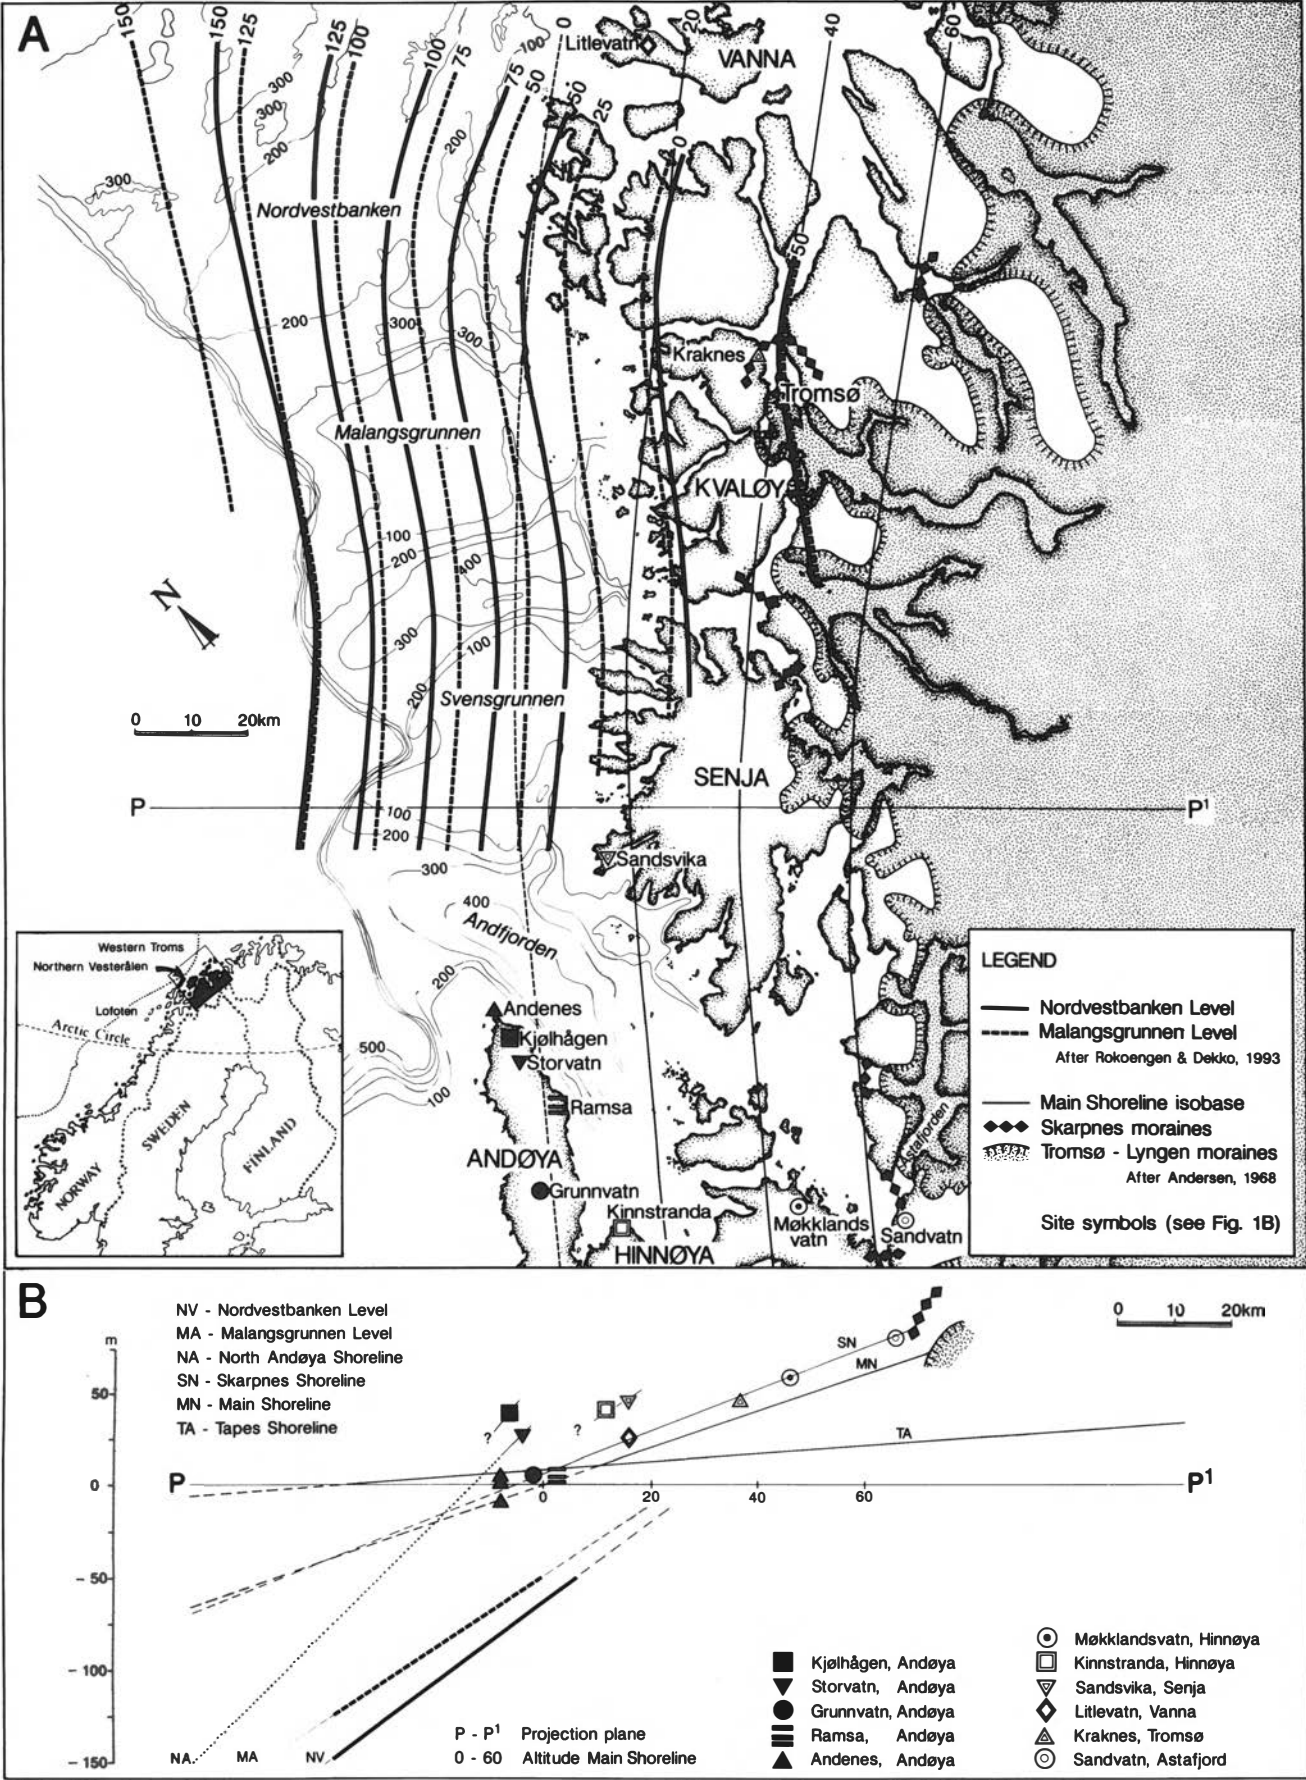 A
150
150
125
125
100
100
75
75
50
50
25
0
0
20
40
60
50
Litlevatn
VANNA
100
300
300
200
200
300
Nordvestbanken
200
300
300
Kraknes
Tromsø
Malangsgrunnen
KVALØY
100
200
400
N
300
100
200
Svensgrunnen
0 10 20km
SENJA
P
P¹
100
200
Sandsvika
300
400
Andfjorden
200
Andenes
Kjølhågen
Storvatn
500
100
Ramsa
ANDØYA
Grunnvatn
Kinnstranda
HINNØYA
Møkklands
vatn
Sandvatn
Astafjorden
Western Troms
Northern Vesterålen
Lofoten
Arctic Circle
SWEDEN
FINLAND
NORWAY
LEGEND
Nordvestbanken Level
Malangsgrunnen Level
After Rokoengen & Dekko, 1993
Main Shoreline isobase
Skarpnes moraines
Tromsø - Lyngen moraines
After Andersen, 1968
Site symbols (see Fig. 1B)
B
NV - Nordvestbanken Level
MA - Malangsgrunnen Level
NA - North Andøya Shoreline
SN - Skarpnes Shoreline
MN - Main Shoreline
TA - Tapes Shoreline
0 10 20km
m
50
0
- 50
- 100
- 150
SN
MN
TA
?
?
P
P¹
0 20 40 60
NA
MA
NV
P - P¹ Projection plane
0 - 60 Altitude Main Shoreline
Kjølhågen, Andøya
Storvatn, Andøya
Grunnvatn, Andøya
Ramsa, Andøya
Andenes, Andøya
Møkklandsvatn, Hinnøya
Kinnstranda, Hinnøya
Sandsvika, Senja
Litlevatn, Vanna
Kraknes, Tromsø
Sandvatn, Astafjord